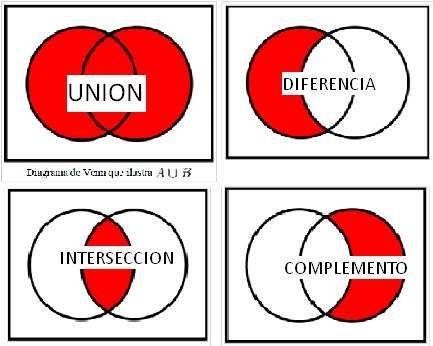 UNION
DIFERENCIA
Diagrama de Venn que ilustra A ∪ B
INTERSECCION
COMPLEMENTO